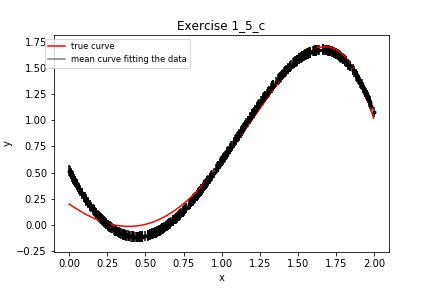 Exercise 1_5_c
true curve
mean curve fitting the data
1.75
1.50
1.25
1.00
0.75
0.50
0.25
0.00
−0.25
y
0.00 0.25 0.50 0.75 1.00 1.25 1.50 1.75 2.00
x